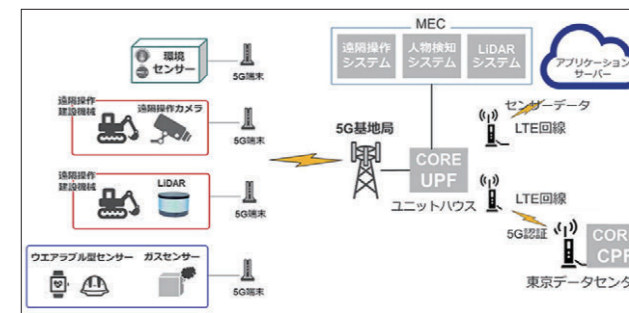 環境
センサー
5G端末
遠隔操作
建設機械
遠隔操作カメラ
5G端末
遠隔操作
建設機械
LiDAR
5G端末
ウエアラブル型センサー
ガスセンサー
5G端末
5G基地局
MEC
遠隔操作
システム
人物検知
システム
LiDAR
システム
アプリケーション
サーバー
センサーデータ
LTE回線
CORE
UPF
ユニットハウス
LTE回線
5G認証
COR
CPF
東京データセンタ